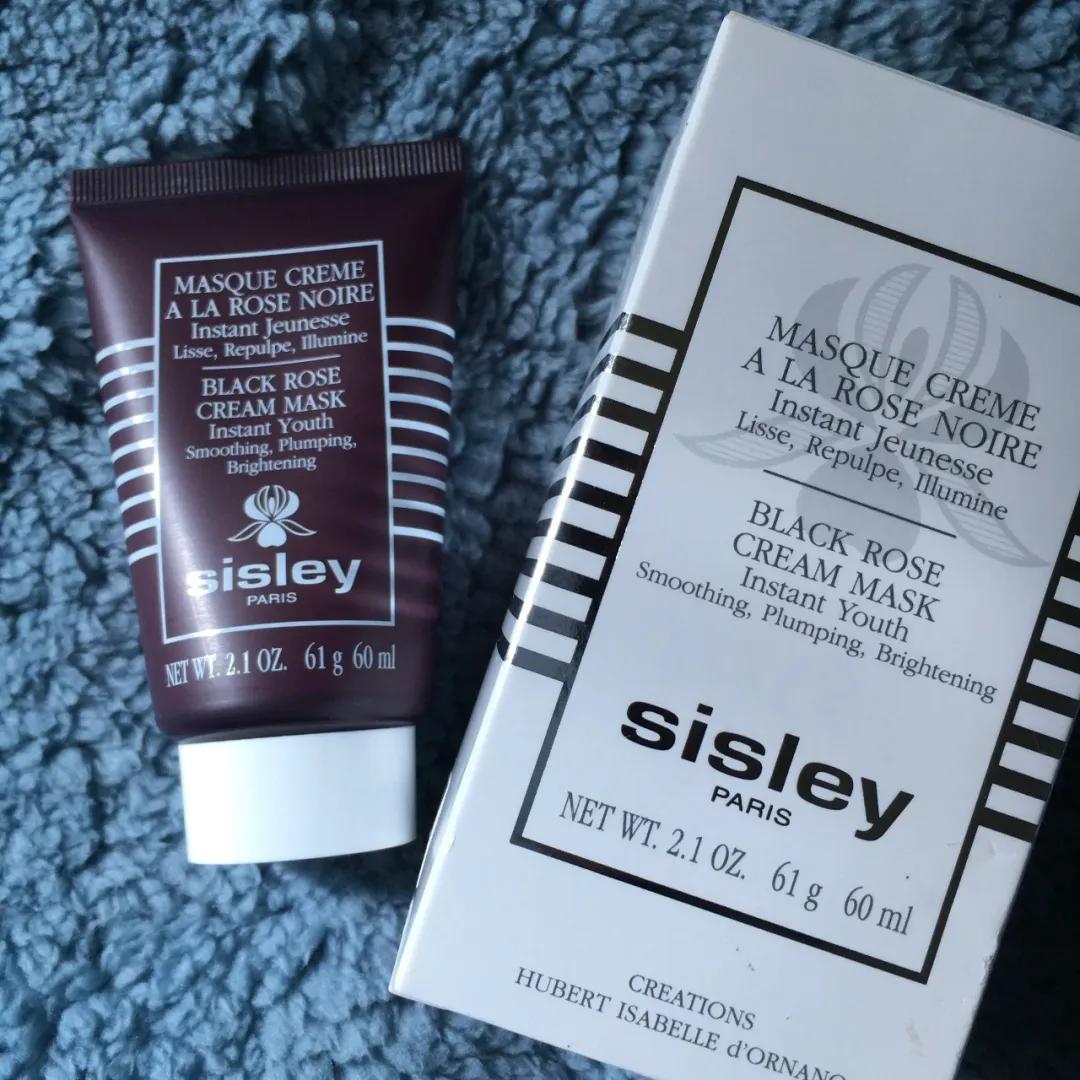 MASQUE CREME
A LA ROSE NOIRE
Instant Jeunesse
Lisse, Repulpe, Illumine
BLACK ROSE
CREAM MASK
Instant Youth
Smoothing, Plumping,
Brightening
sisley
PARIS
NET WT. 2.1 OZ. 61 g 60 ml
MASQUE CREME
A LA ROSE NOIRE
Instant Jeunesse
Lisse, Repulpe, Illumine
BLACK ROSE
CREAM MASK
Instant Youth
Smoothing, Plumping, Brightening
sisley
PARIS
NET WT. 2.1 OZ. 61 g 60 ml
CREATIONS
HUBERT ISABELLE d'ORNANO